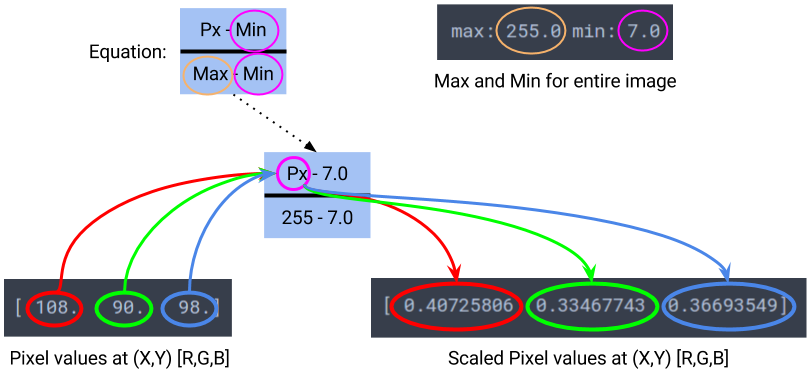 Px - Min
Equation:
Max - Min
max: 255.0 min: 7.0
Max and Min for entire image
Px - 7.0
255 - 7.0
[ 108. 90. 98.]
Pixel values at (X,Y) [R,G,B]
[ 0.40725806 0.33467743 0.36693549]
Scaled Pixel values at (X,Y) [R,G,B]